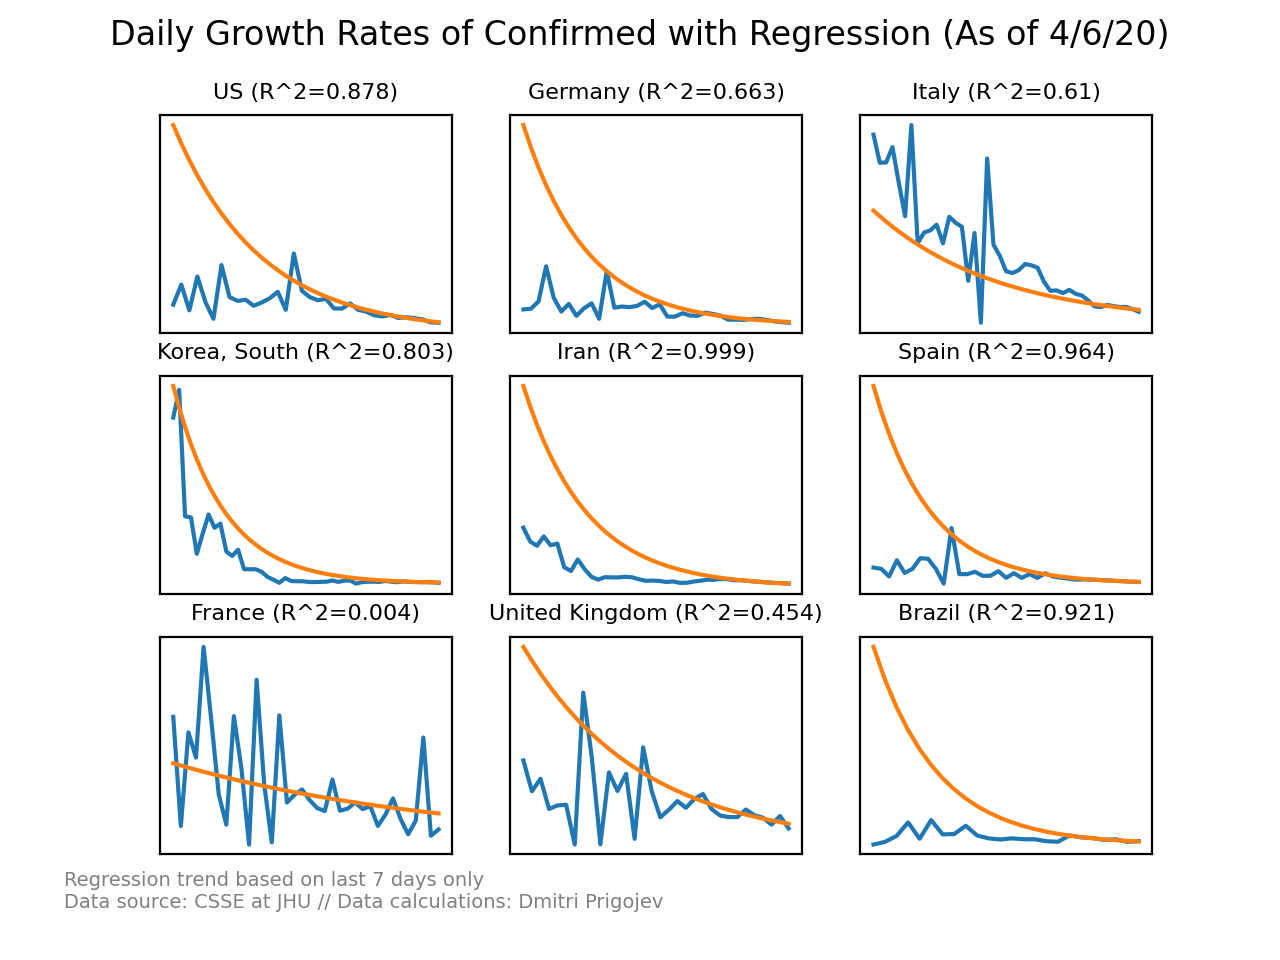 Daily Growth Rates of Confirmed with Regression (As of 4/6/20)
US (R^2=0.878)
Germany (R^2=0.663)
Italy (R^2=0.61)
Korea, South (R^2=0.803)
Iran (R^2=0.999)
Spain (R^2=0.964)
France (R^2=0.004)
United Kingdom (R^2=0.454)
Brazil (R^2=0.921)
Regression trend based on last 7 days only
Data source: CSSE at JHU // Data calculations: Dmitri Prigojev